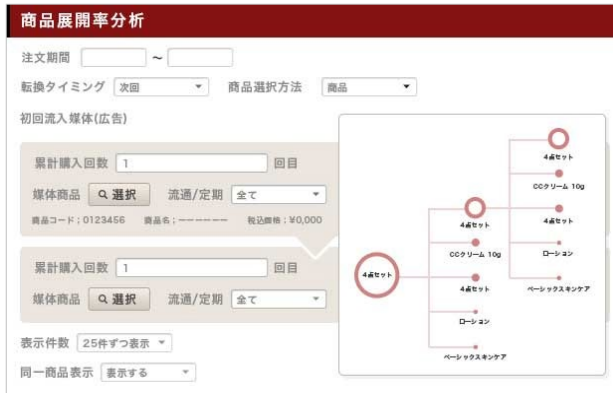 商品展開率分析
注文期間 ～
転換タイミング 次回 商品選択方法 商品
初回流入媒体(広告)
累計購入回数 1 回目
媒体商品 選択 流通/定期 全て
商品コード：0123456 商品名：ーーーーーー 税込価格：¥0,000
累計購入回数 1 回目
媒体商品 選択 流通/定期 全て
表示件数 25件ずつ表示
同一商品表示 表示する
4点セット
4点セット
CCクリーム 10g
4点セット
ローション
ベーシックスキンケア
4点セット
CCクリーム 10g
4点セット
ローション
ベーシックスキンケア